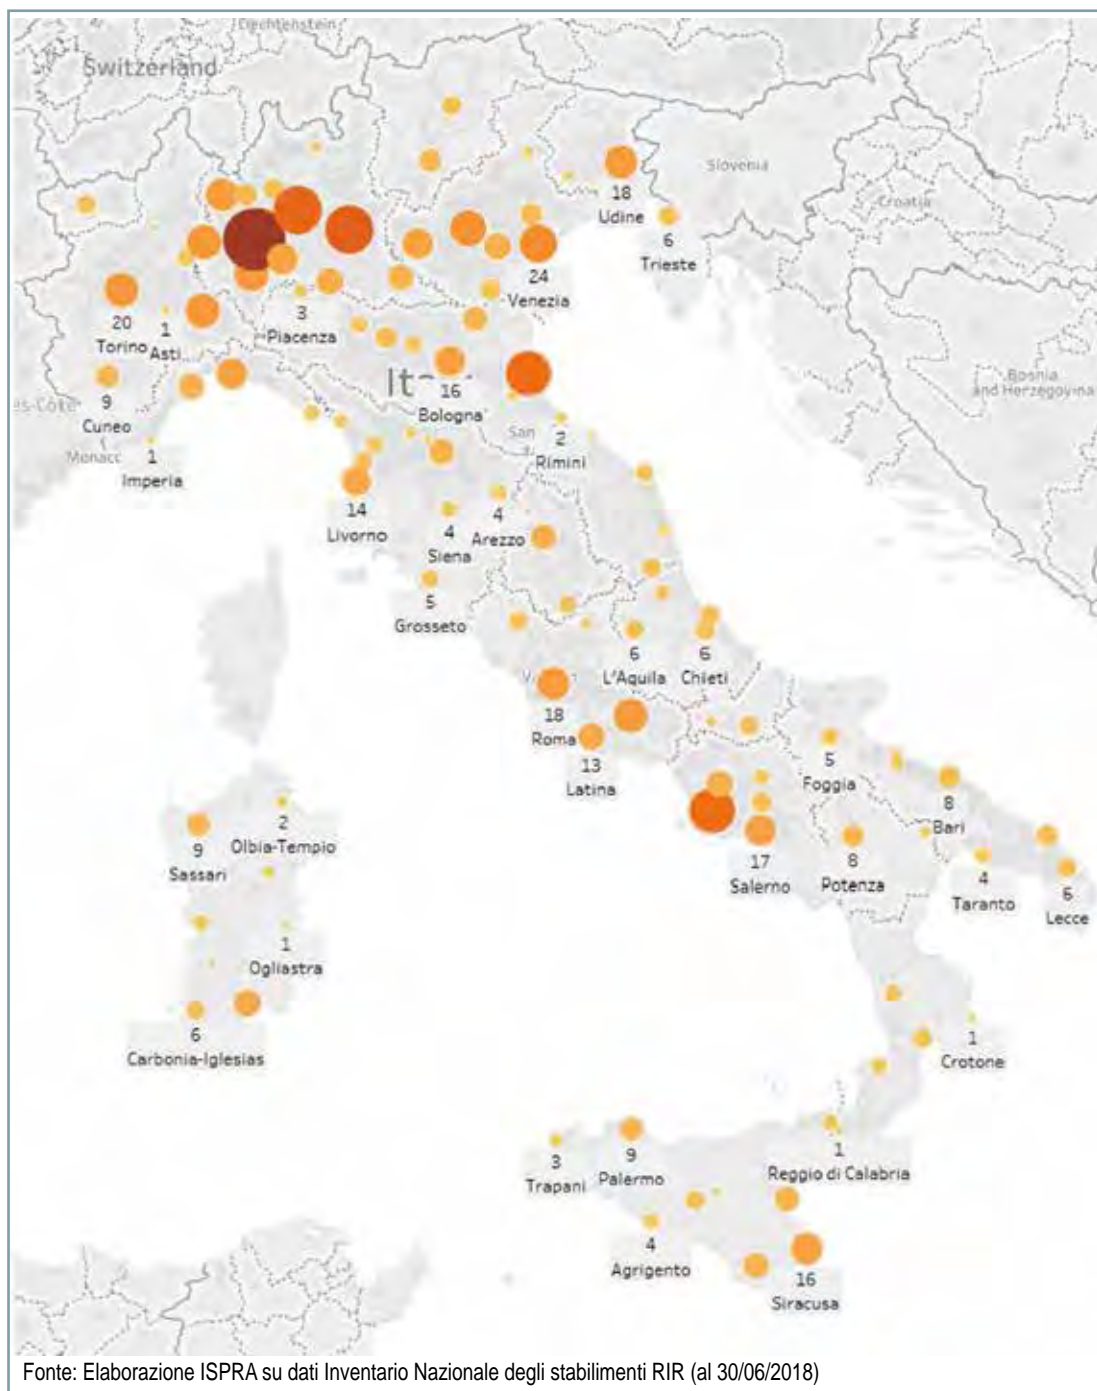 Liechtenstein
Switzerland
Slovenia
Croatia
18
Udine
6
Trieste
24
Venezia
20
Torino
1
Asti
3
Piacenza
It
16
Bologna
9
Cuneo
Bosnia
and Herzegovina
San
2
Rimini
1
Imperia
14
Livorno
4
Siena
4
Arezzo
5
Grosseto
6
L'Aquila
6
Chieti
18
Roma
13
Latina
5
Foggia
8
Bari
2
Olbia-Tempio
9
Sassari
17
Salerno
8
Potenza
4
Taranto
6
Lecce
1
Ogliastra
6
Carbonia-Iglesias
1
Crotone
3
Trapani
9
Palermo
1
Reggio di Calabria
4
Agrigento
16
Siracusa
Fonte: Elaborazione ISPRA su dati Inventario Nazionale degli stabilimenti RIR (al 30/06/2018)